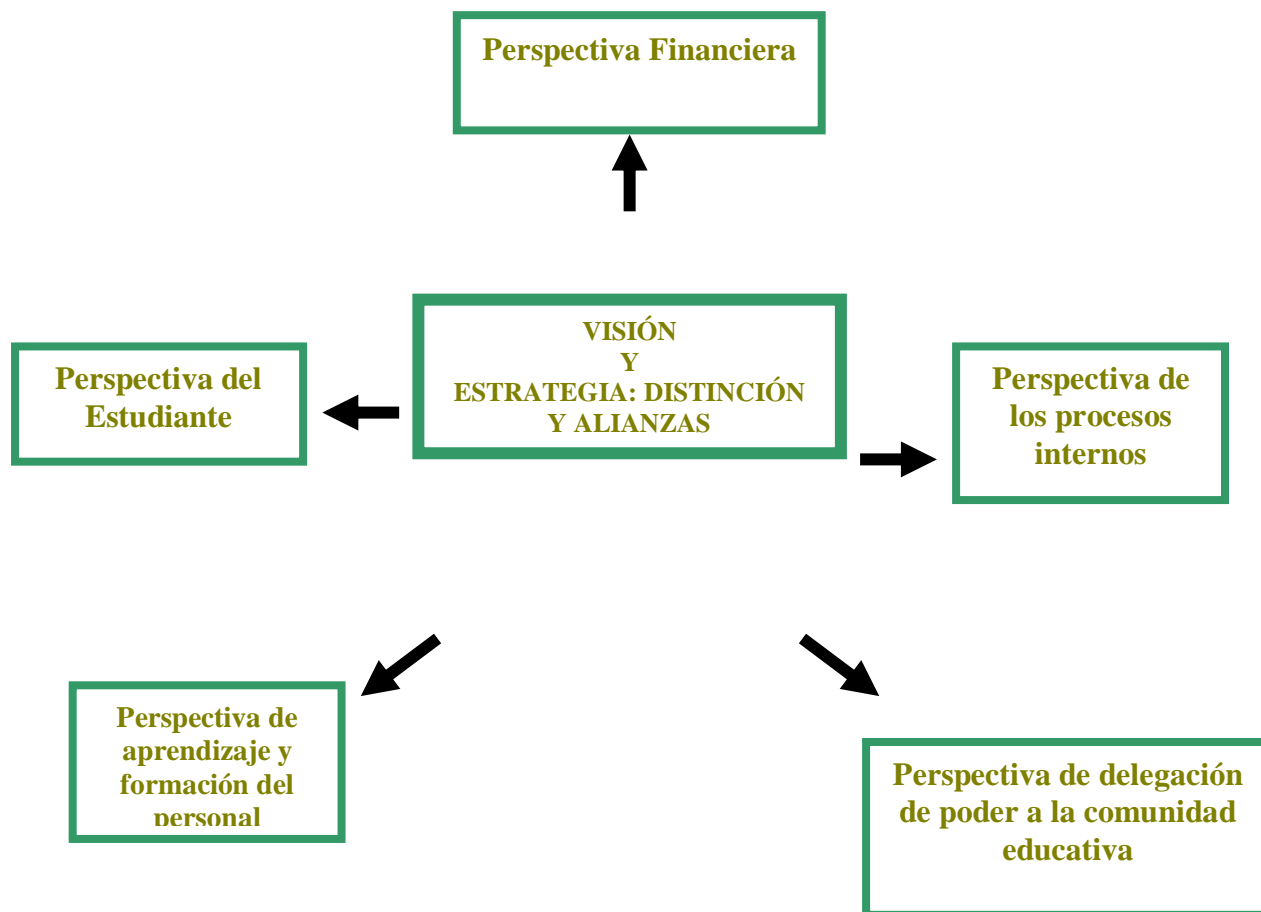 Perspectiva Financiera
VISIÓN
Y
ESTRATEGIA: DISTINCIÓN
Y ALIANZAS
Perspectiva del
Estudiante
Perspectiva de
los procesos
internos
Perspectiva de
aprendizaje y
formación del
personal
Perspectiva de delegación
de poder a la comunidad
educativa